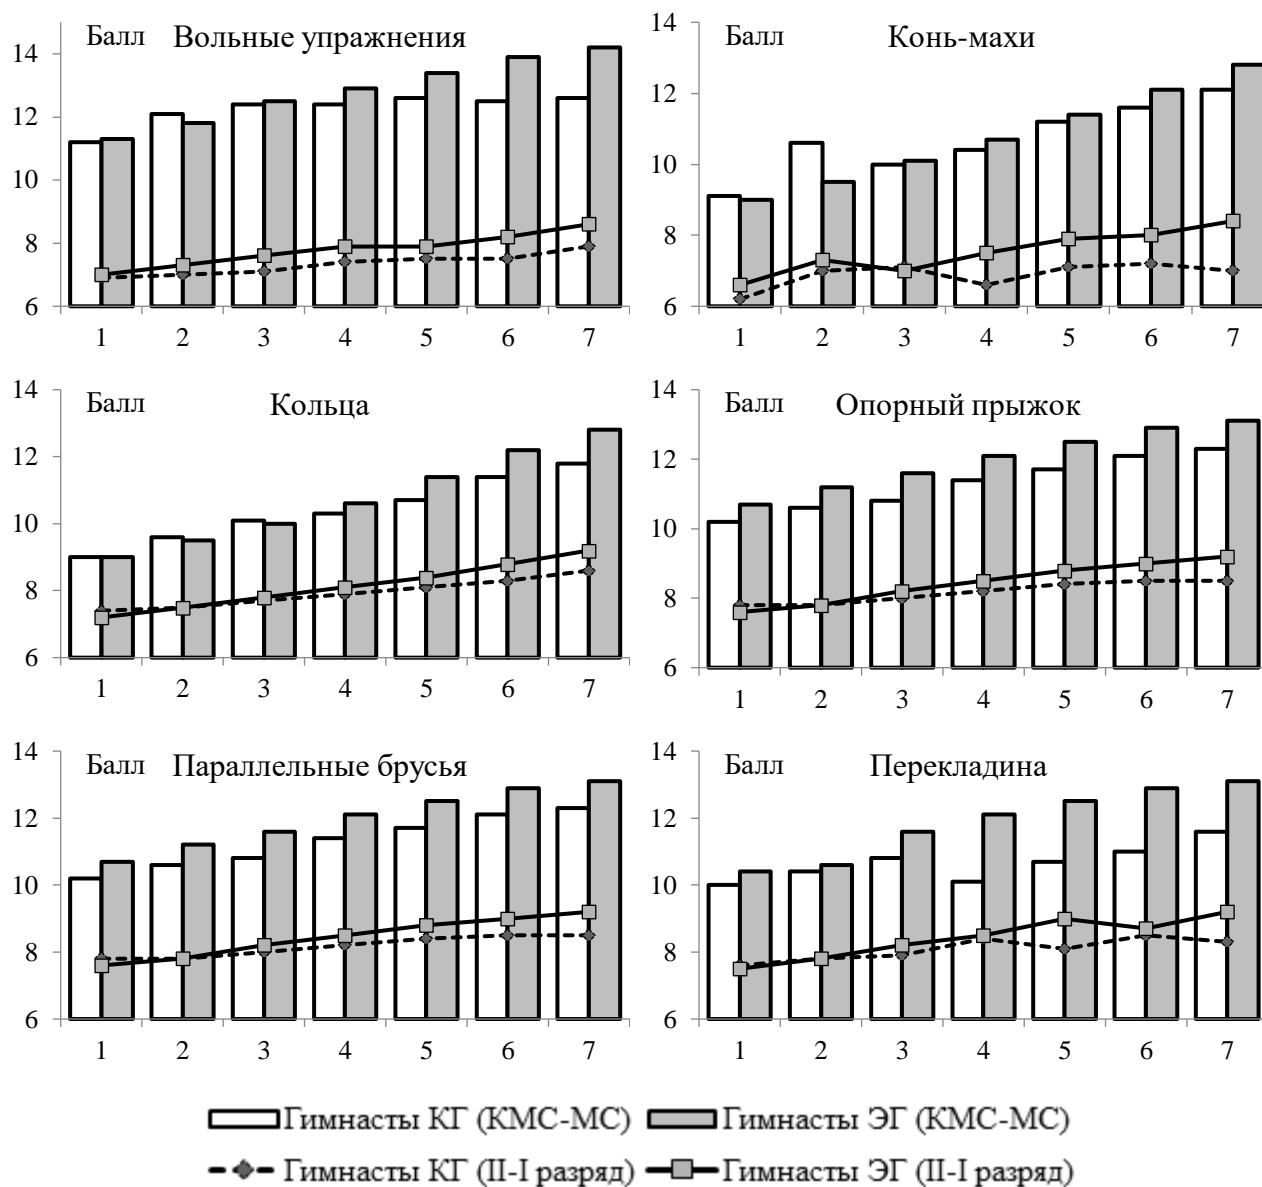 Балл Вольные упражнения
14
12
10
8
6
1 2 3 4 5 6 7
Балл Конь-махи
14
12
10
8
6
1 2 3 4 5 6 7
Балл Кольца
14
12
10
8
6
1 2 3 4 5 6 7
Балл Опорный прыжок
14
12
10
8
6
1 2 3 4 5 6 7
Балл Параллельные брусья
14
12
10
8
6
1 2 3 4 5 6 7
Балл Перекладина
14
12
10
8
6
1 2 3 4 5 6 7
Гимнасты КГ (КМС-МС) Гимнасты ЭГ (КМС-МС)
Гимнасты КГ (II-I разряд) Гимнасты ЭГ (II-I разряд)